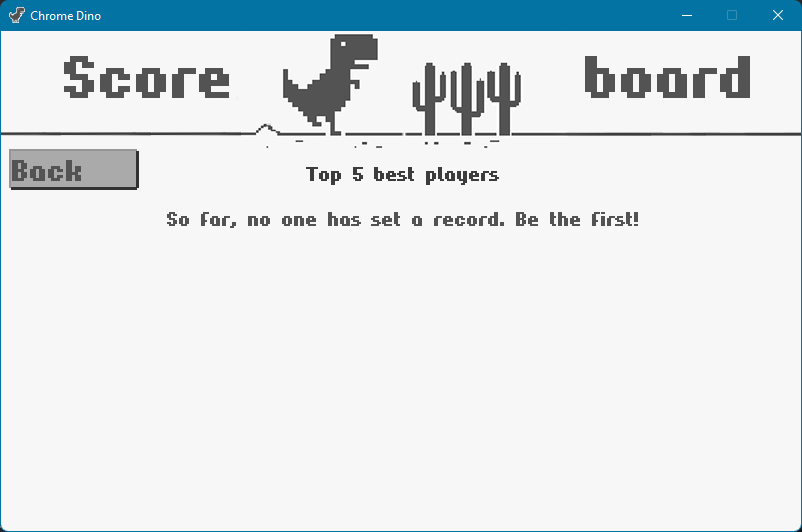 Chrome Dino
Score board
Back
Top 5 best players
So far, no one has set a record. Be the first!